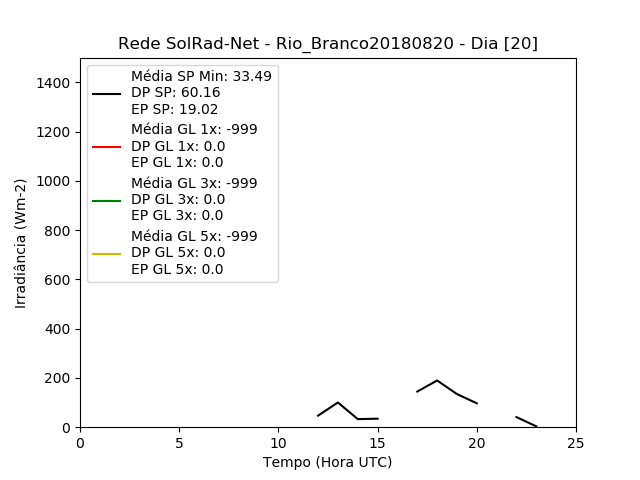 Rede SolRad-Net - Rio_Branco20180820 - Dia [20]
Média SP Min: 33.49
DP SP: 60.16
EP SP: 19.02
Média GL 1x: -999
DP GL 1x: 0.0
EP GL 1x: 0.0
Média GL 3x: -999
DP GL 3x: 0.0
EP GL 3x: 0.0
Média GL 5x: -999
DP GL 5x: 0.0
EP GL 5x: 0.0
Irradiância (Wm-2)
1400
1200
1000
800
600
400
200
0
0 5 10 15 20 25
Tempo (Hora UTC)